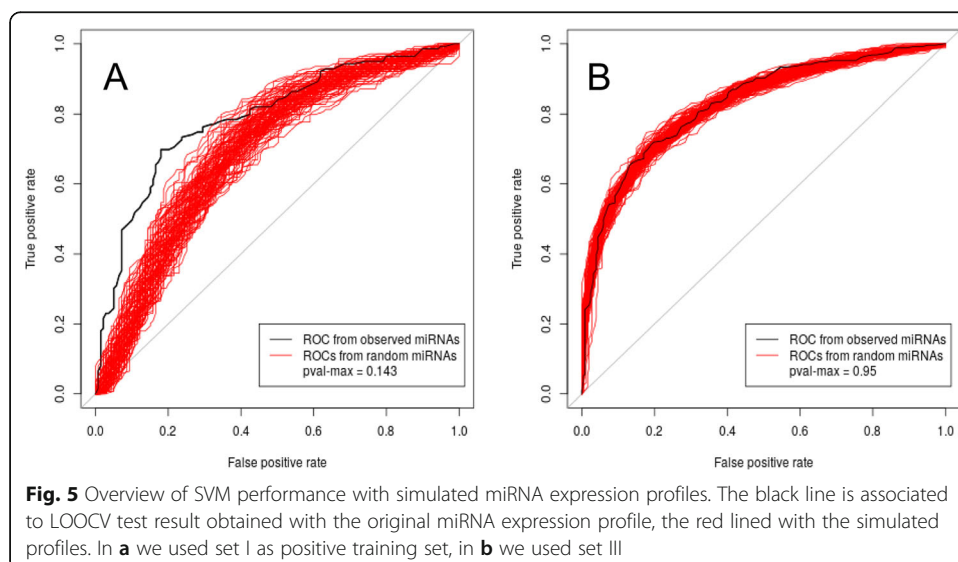 A
B
True positive rate
1.0
0.8
0.6
0.4
0.2
0.0
ROC from observed miRNAs
ROCs from random miRNAs
pval-max = 0.143
0.0 0.2 0.4 0.6 0.8 1.0
False positive rate
True positive rate
1.0
0.8
0.6
0.4
0.2
0.0
ROC from observed miRNAs
ROCs from random miRNAs
pval-max = 0.95
0.0 0.2 0.4 0.6 0.8 1.0
False positive rate
Fig. 5 Overview of SVM performance with simulated miRNA expression profiles. The black line is associated
to LOOCV test result obtained with the original miRNA expression profile, the red lined with the simulated
profiles. In a we used set I as positive training set, in b we used set III